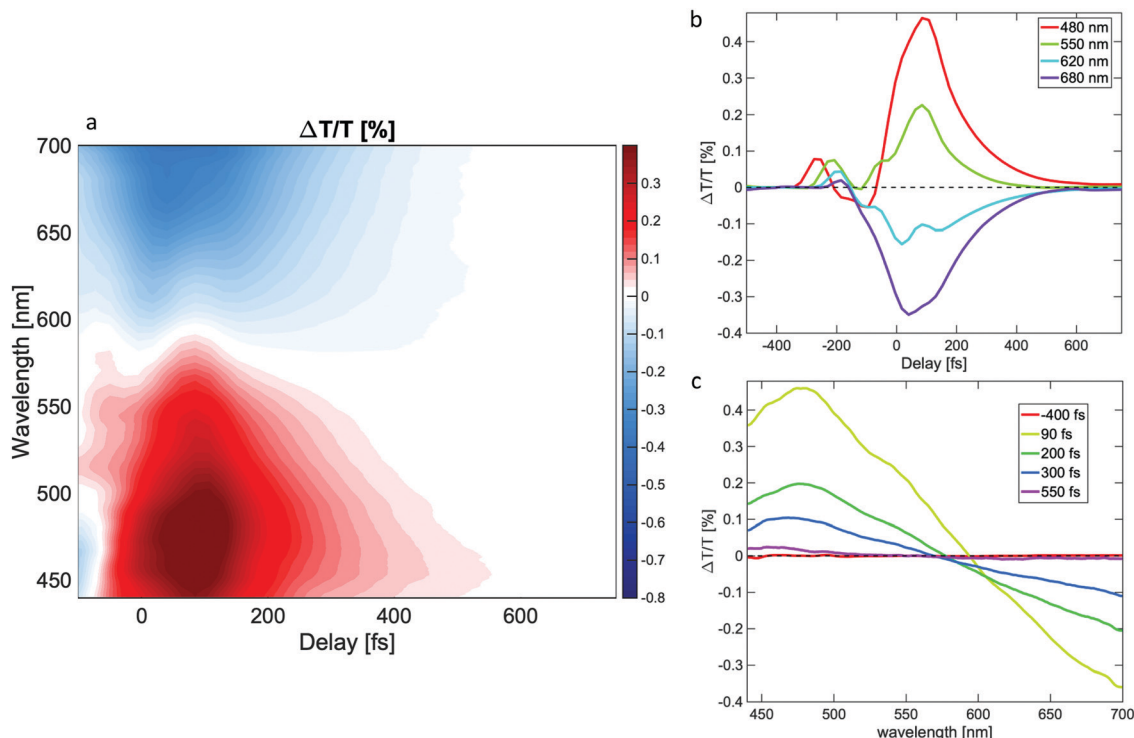 a
ΔT/T [%]
Wavelength [nm]
700
650
600
550
500
450
0
200
400
600
Delay [fs]
0.3
0.2
0.1
0
-0.1
-0.2
-0.3
-0.4
-0.5
-0.6
-0.7
-0.8
b
ΔT/T [%]
0.4
0.3
0.2
0.1
0
-0.1
-0.2
-0.3
-0.4
480 nm
550 nm
620 nm
680 nm
-400
-200
0
200
400
600
Delay [fs]
c
ΔT/T [%]
0.4
0.3
0.2
0.1
0
-0.1
-0.2
-0.3
-0.4
-400 fs
90 fs
200 fs
300 fs
550 fs
450
500
550
600
650
700
wavelength [nm]